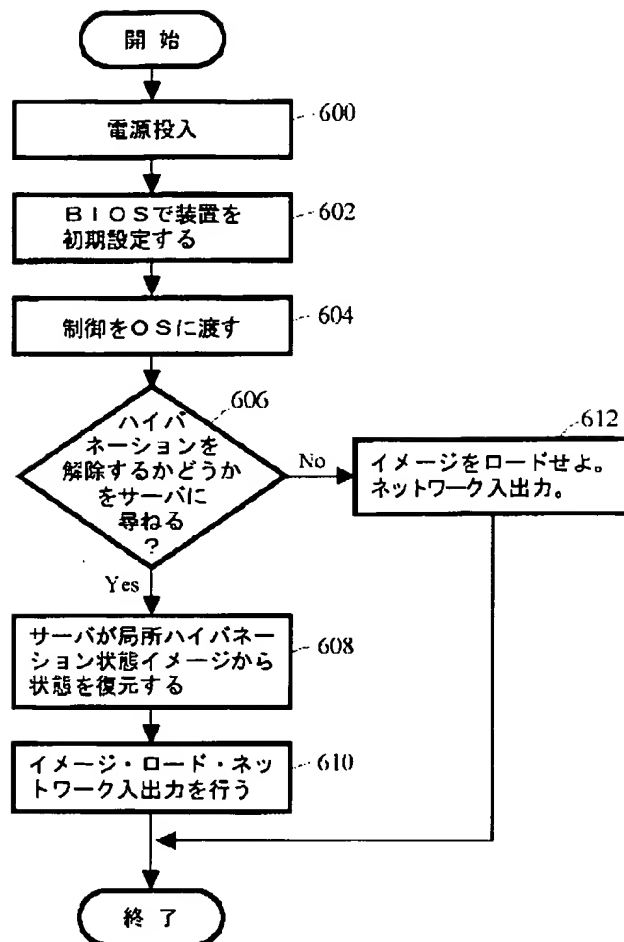 開 始
電源投入
600
BIOSで装置を
初期設定する
602
制御をOSに渡す
604
ハイバ
ネーションを
解除するかどうか
をサーバに
尋ねる
?
606
No
612
イメージをロードせよ。
ネットワーク入出力。
Yes
サーバが局所ハイバネー
ション状態イメージから
状態を復元する
608
イメージ・ロード・ネッ
トワーク入出力を行う
610
終 了